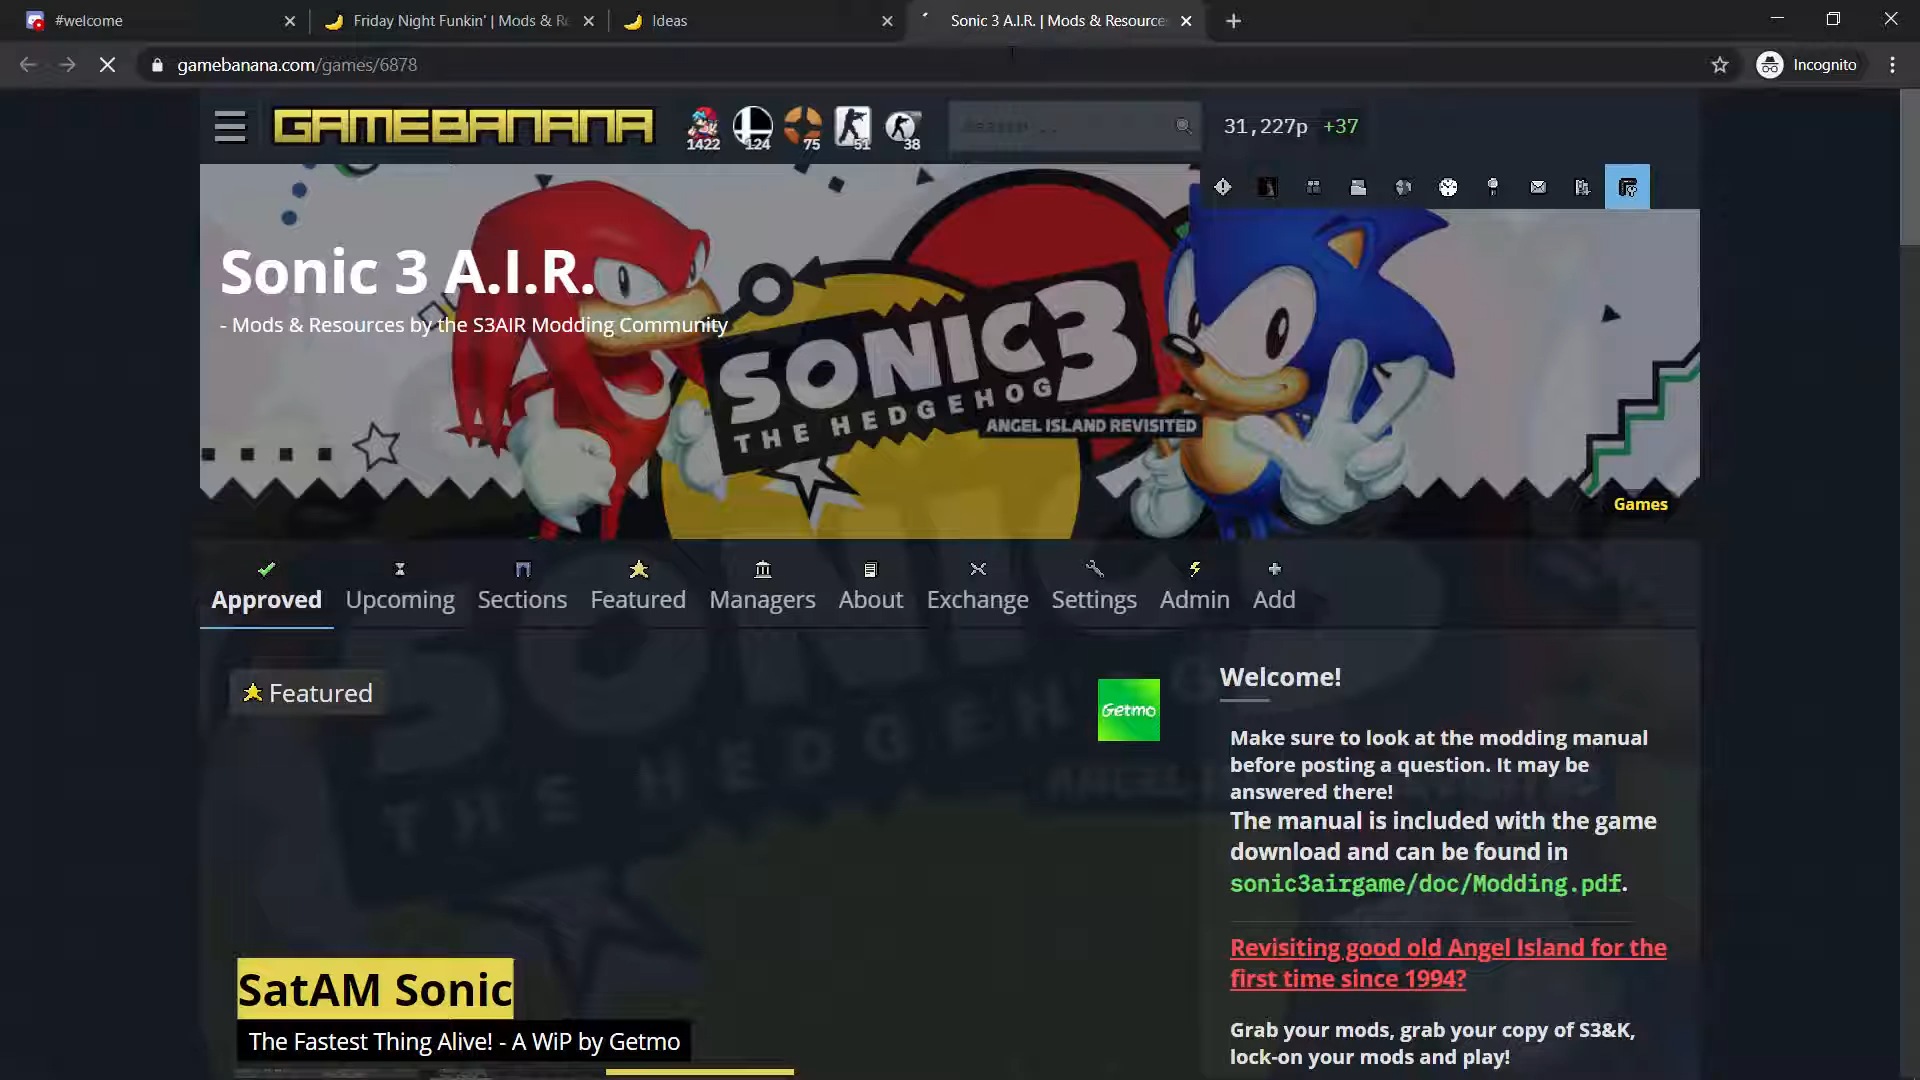 #welcome
Friday Night Funkin' | Mods & R
Ideas
Sonic 3 A.I.R. | Mods & Resource
gamebanana.com/games/6878
Incognito
GAMEBANANA
1422
124
75
51
38
31,227p +37
Sonic 3 A.I.R.
- Mods & Resources by the S3AIR Modding Community
SONIC 3
THE HEDGEHOG
ANGEL ISLAND REVISITED
Games
Approved
Upcoming
Sections
Featured
Managers
About
Exchange
Settings
Admin
Add
Featured
Getmo
SatAM Sonic
The Fastest Thing Alive! - A WiP by Getmo
Welcome!
Make sure to look at the modding manual
before posting a question. It may be
answered there!
The manual is included with the game
download and can be found in
sonic3airgame/doc/Modding.pdf.
Revisiting good old Angel Island for the
first time since 1994?
Grab your mods, grab your copy of S3&K,
lock-on your mods and play!